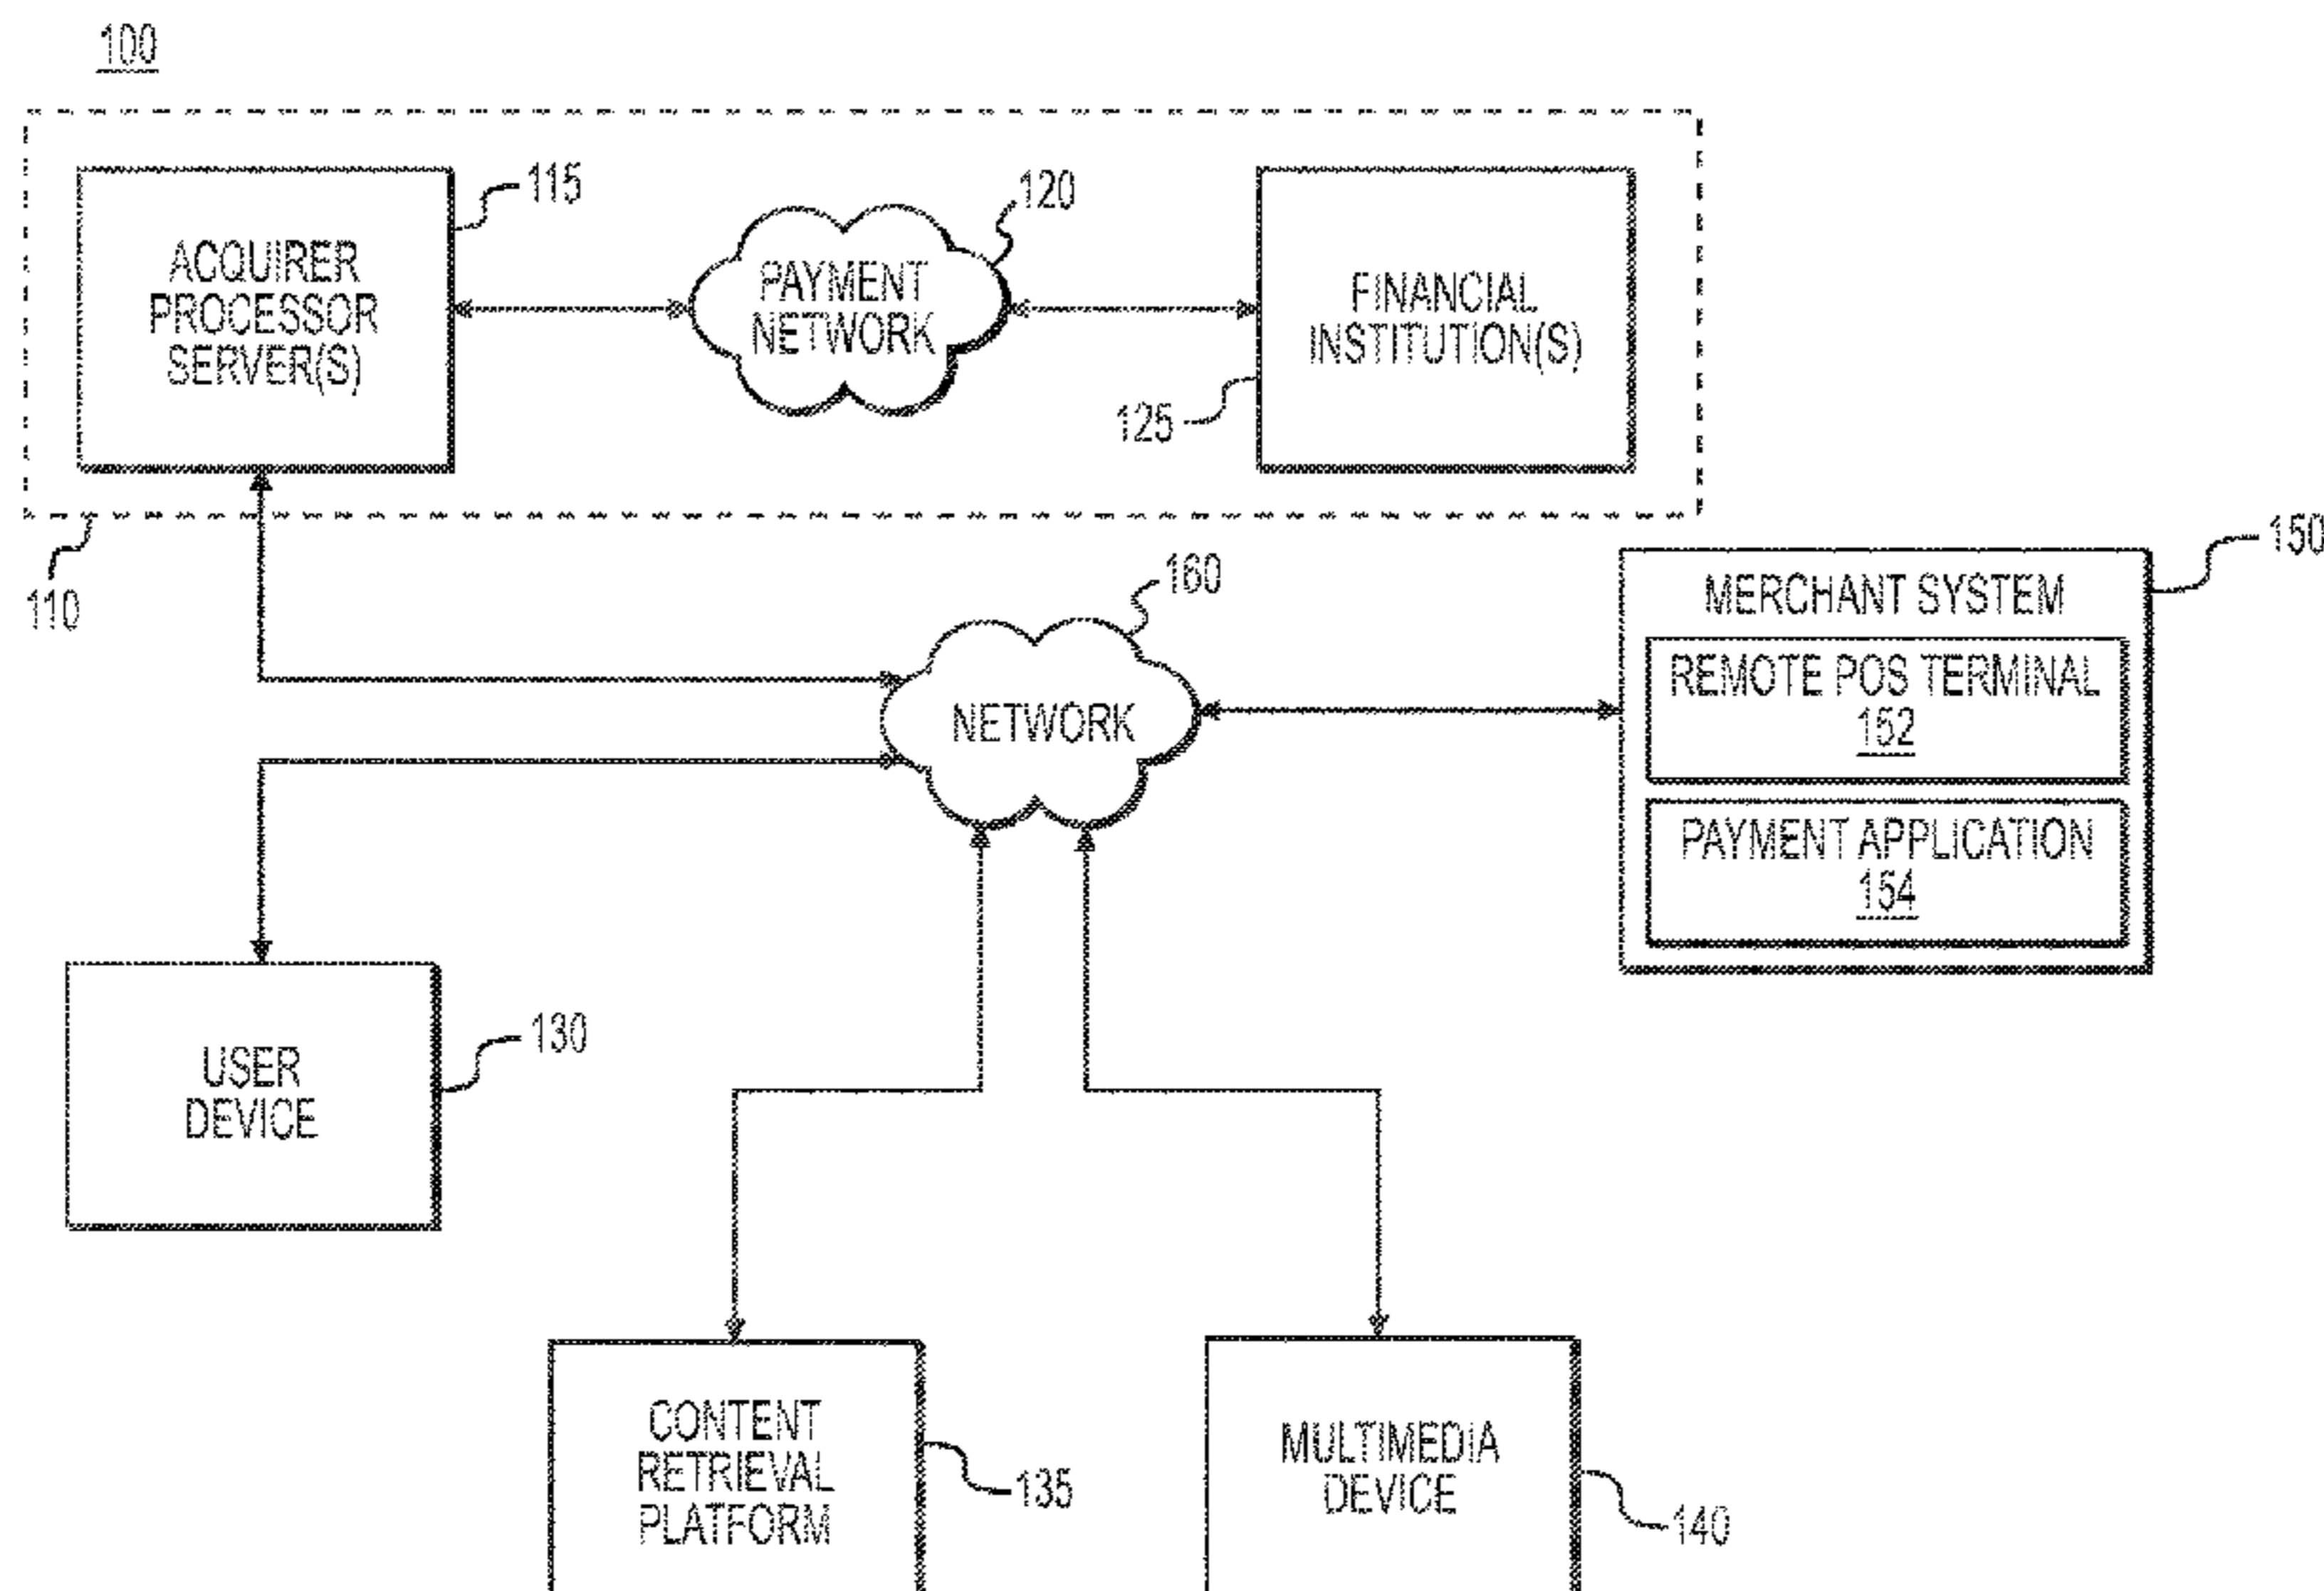 100
ACQUIRER
PROCESSOR
SERVER(S)
115
PAYMENT
NETWORK
120
FINANCIAL
INSTITUTION(S)
125
110
160
NETWORK
150
MERCHANT SYSTEM
REMOTE POS TERMINAL
152
PAYMENT APPLICATION
154
USER
DEVICE
130
CONTENT
RETRIEVAL
PLATFORM
135
MULTIMEDIA
DEVICE
140